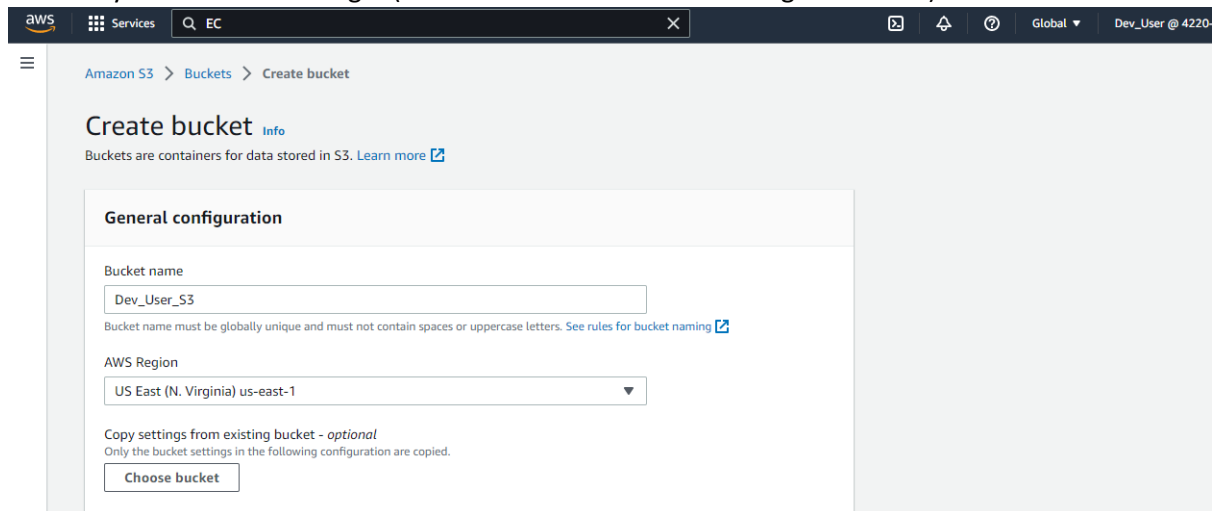 aws Services EC Global ▼ Dev_User @ 4220-
Amazon S3 > Buckets > Create bucket
Create bucket Info
Buckets are containers for data stored in S3. Learn more
General configuration
Bucket name
Dev_User_S3
Bucket name must be globally unique and must not contain spaces or uppercase letters. See rules for bucket naming
AWS Region
US East (N. Virginia) us-east-1
Copy settings from existing bucket - optional
Only the bucket settings in the following configuration are copied.
Choose bucket